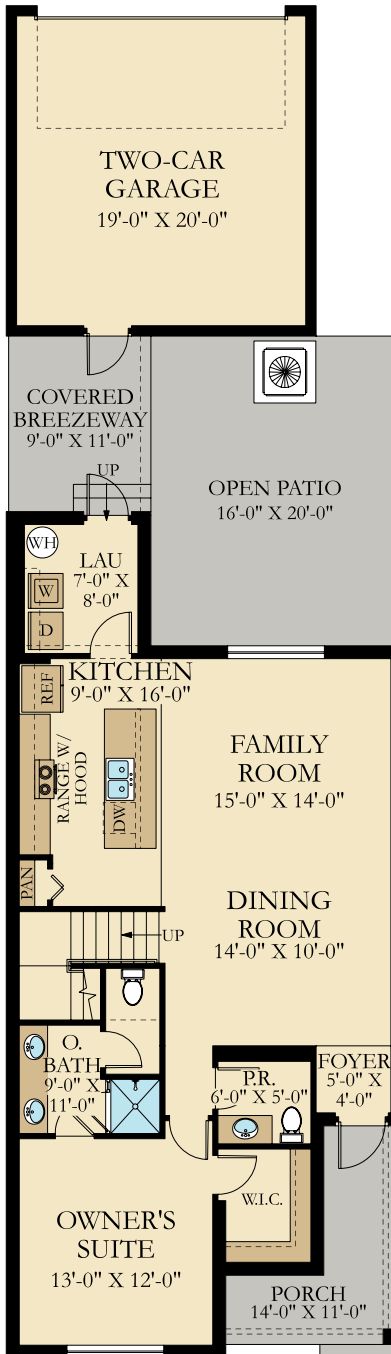 TWO-CAR
GARAGE
19'-0" X 20'-0"
COVERED
BREEZEWAY
9'-0" X 11'-0"
UP
OPEN PATIO
16'-0" X 20'-0"
WH
LAU
7'-0" X
8'-0"
W
D
KITCHEN
9'-0" X 16'-0"
REF
RANGE W/
HOOD
DW
PAN
FAMILY
ROOM
15'-0" X 14'-0"
DINING
ROOM
14'-0" X 10'-0"
UP
O.
BATH
9'-0" X
11'-0"
P.R.
6'-0" X 5'-0"
FOYER
5'-0" X
4'-0"
W.I.C.
OWNER'S
SUITE
13'-0" X 12'-0"
PORCH
14'-0" X 11'-0"